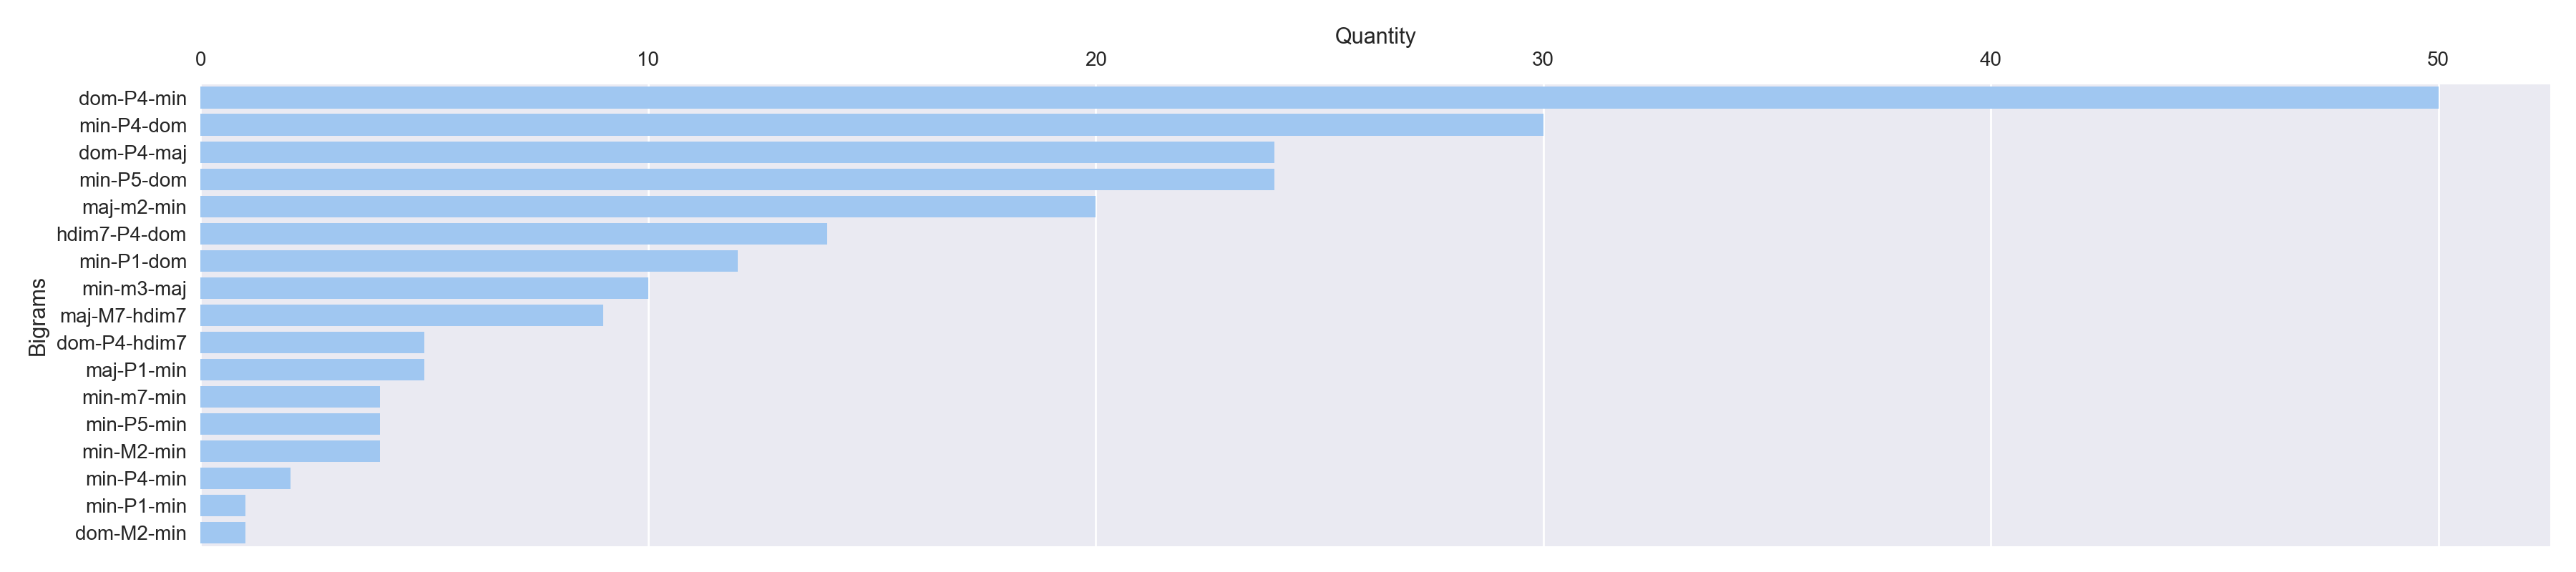 Quantity
0 10 20 30 40 50
dom-P4-min
min-P4-dom
dom-P4-maj
min-P5-dom
maj-m2-min
hdim7-P4-dom
min-P1-dom
min-m3-maj
maj-M7-hdim7
dom-P4-hdim7
maj-P1-min
min-m7-min
min-P5-min
min-M2-min
min-P4-min
min-P1-min
dom-M2-min
Bigrams